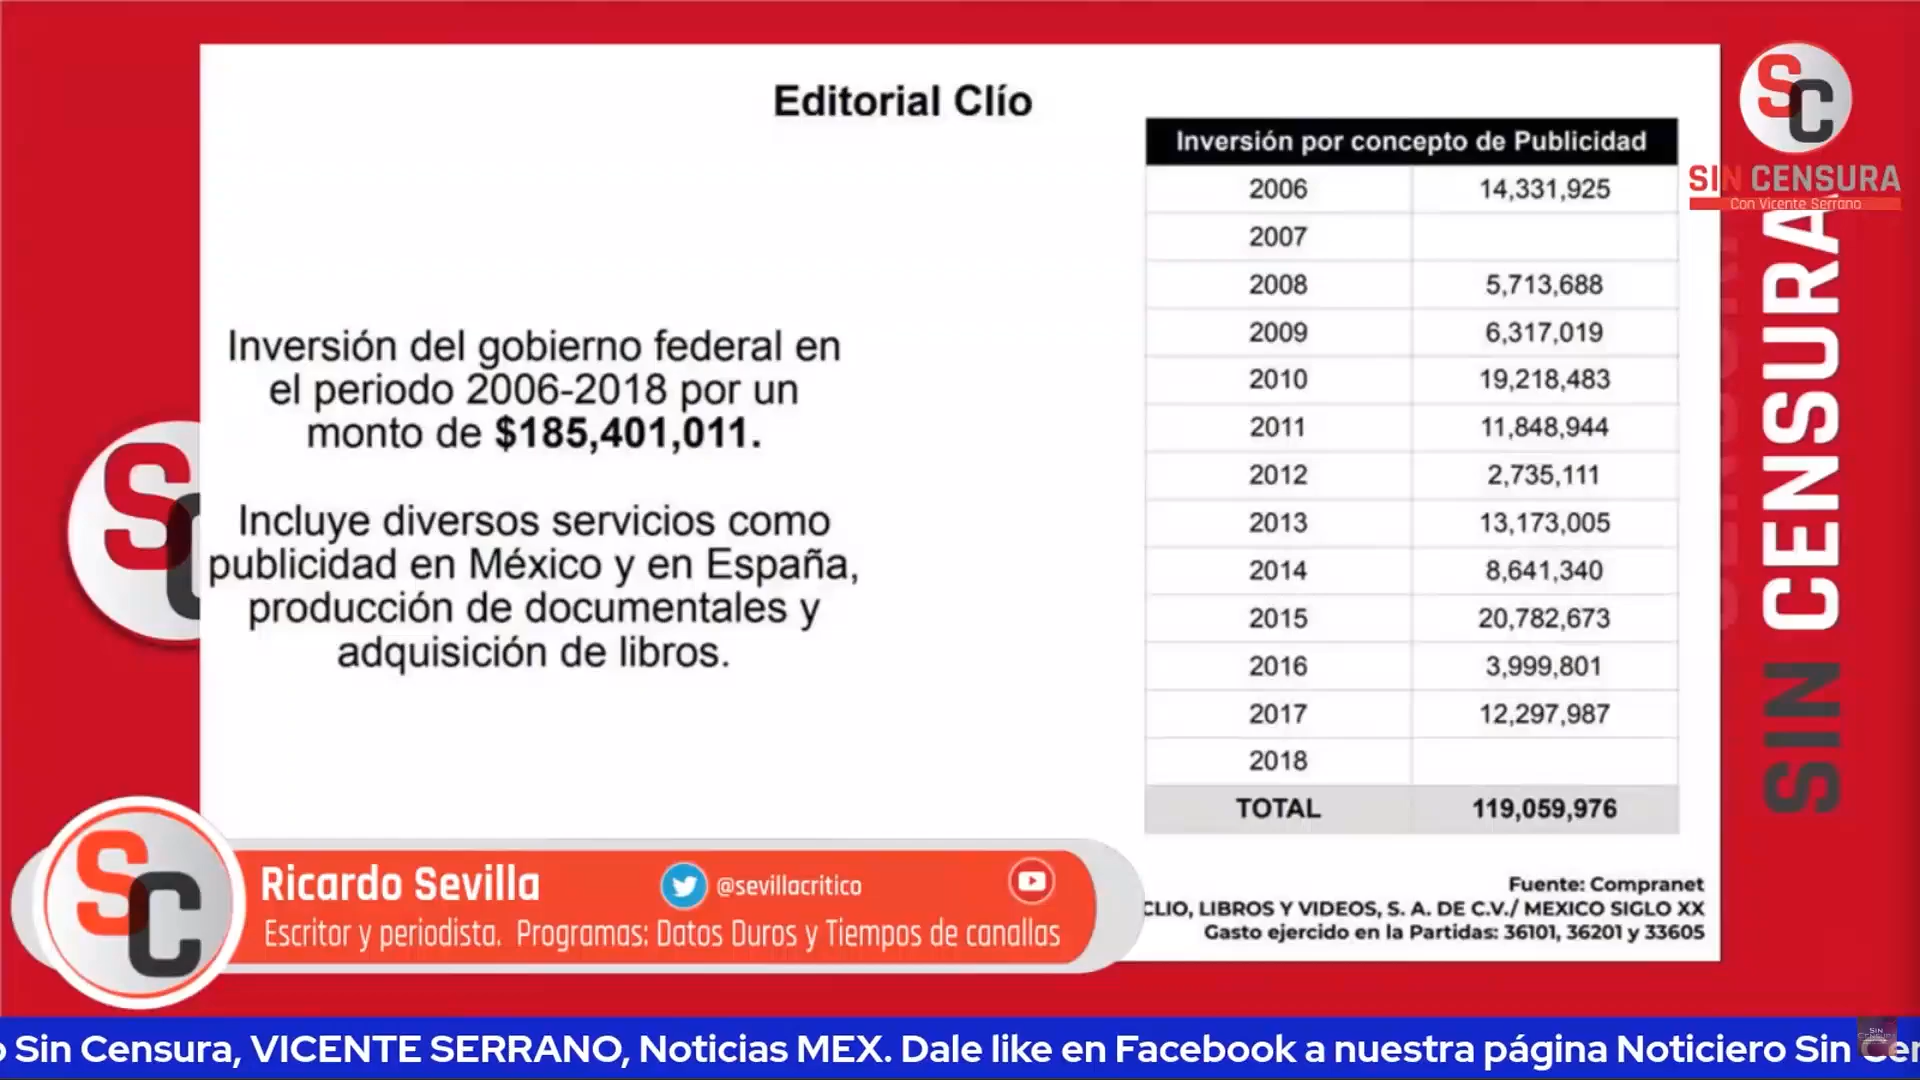 Editorial Clío
Inversión del gobierno federal en
el periodo 2006-2018 por un
monto de $185,401,011.
Incluye diversos servicios como
publicidad en México y en España,
producción de documentales y
adquisición de libros.
Inversión por concepto de Publicidad
2006 14,331,925
2007
2008 5,713,688
2009 6,317,019
2010 19,218,483
2011 11,848,944
2012 2,735,111
2013 13,173,005
2014 8,641,340
2015 20,782,673
2016 3,999,801
2017 12,297,987
2018
TOTAL 119,059,976
Fuente: Compranet
CLIO, LIBROS Y VIDEOS, S. A. DE C.V./ MEXICO SIGLO XX
Gasto ejercido en la Partidas: 36101, 36201 y 33605
SC
SIN CENSURA
Con Vicente Serrano
SIN CENSURA
SC
SC
Ricardo Sevilla @sevillacritico
Escritor y periodista. Programas: Datos Duros y Tiempos de canallas
o Sin Censura, VICENTE SERRANO, Noticias MEX. Dale like en Facebook a nuestra página Noticiero Sin